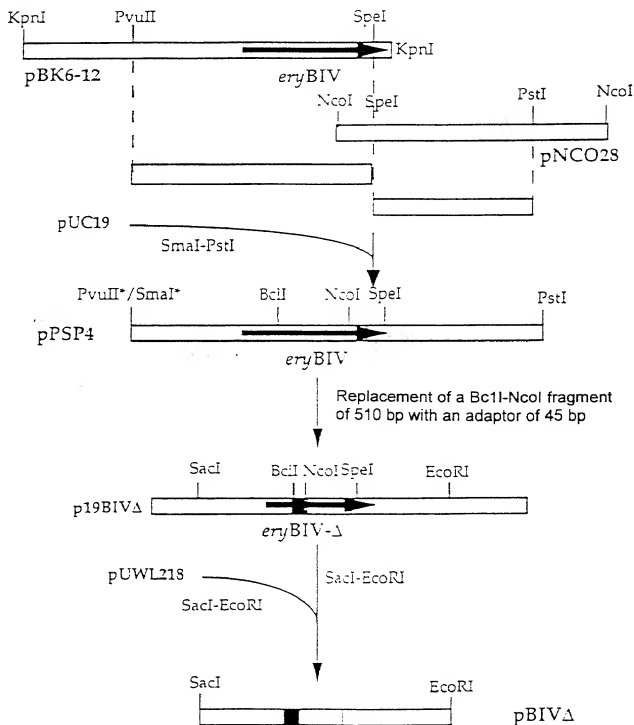 KpnI PvuII SpeI
KpnI
pBK6-12 eryBIV
NcoI SpeI PstI NcoI
pNCO28
pUC19
SmaI-PstI
PvuII*/SmaI* BclI NcoI SpeI PstI
pPSP4
eryBIV
Replacement of a Bc1I-NcoI fragment
of 510 bp with an adaptor of 45 bp
SacI BclI NcoI SpeI EcoRI
p19BIVΔ
eryBIV-Δ
pUWL218 SacI-EcoRI
SacI-EcoRI
SacI EcoRI
pBIVΔ